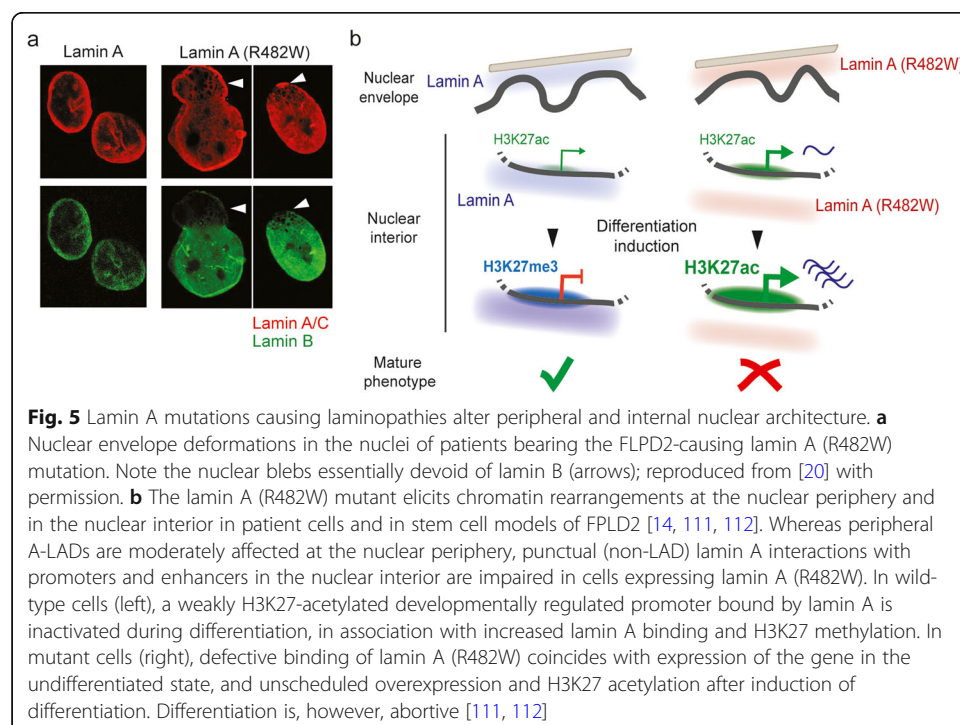 a
Lamin A
Lamin A (R482W)
Lamin A/C
Lamin B
b
Nuclear
envelope
Lamin A
Lamin A (R482W)
H3K27ac
H3K27ac
Lamin A
Lamin A (R482W)
Nuclear
interior
Differentiation
induction
H3K27me3
H3K27ac
Mature
phenotype
Fig. 5 Lamin A mutations causing laminopathies alter peripheral and internal nuclear architecture. a
Nuclear envelope deformations in the nuclei of patients bearing the FLPD2-causing lamin A (R482W)
mutation. Note the nuclear blebs essentially devoid of lamin B (arrows); reproduced from [20] with
permission. b The lamin A (R482W) mutant elicits chromatin rearrangements at the nuclear periphery and
in the nuclear interior in patient cells and in stem cell models of FPLD2 [14, 111, 112]. Whereas peripheral
A-LADs are moderately affected at the nuclear periphery, punctual (non-LAD) lamin A interactions with
promoters and enhancers in the nuclear interior are impaired in cells expressing lamin A (R482W). In wild-
type cells (left), a weakly H3K27-acetylated developmentally regulated promoter bound by lamin A is
inactivated during differentiation, in association with increased lamin A binding and H3K27 methylation. In
mutant cells (right), defective binding of lamin A (R482W) coincides with expression of the gene in the
undifferentiated state, and unscheduled overexpression and H3K27 acetylation after induction of
differentiation. Differentiation is, however, abortive [111, 112]